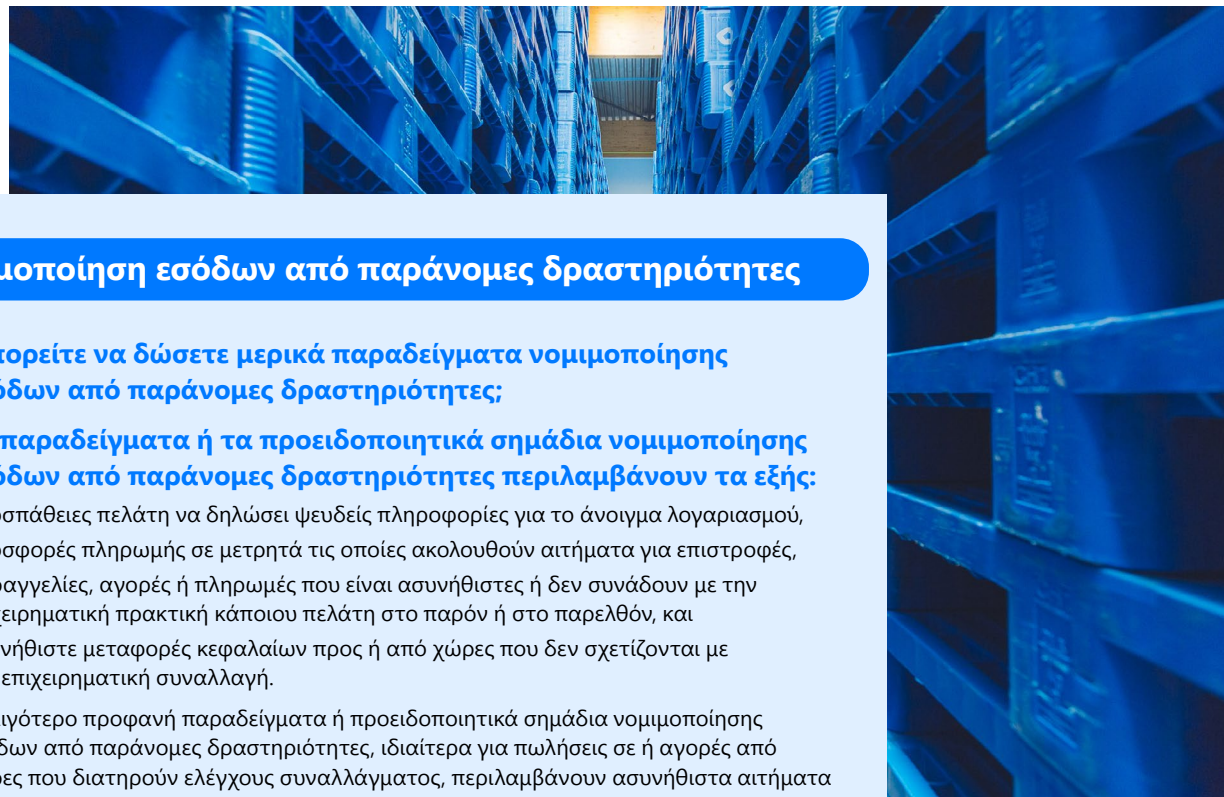 μοποίηση εσόδων από παράνομες δραστηριότητες
πορείτε να δώσετε μερικά παραδείγματα νομιμοποίησης
όδων από παράνομες δραστηριότητες;
παραδείγματα ή τα προειδοποιητικά σημάδια νομιμοποίησης
όδων από παράνομες δραστηριότητες περιλαμβάνουν τα εξής:
οσπάθειες πελάτη να δηλώσει ψευδείς πληροφορίες για το άνοιγμα λογαριασμού,
οσφορές πληρωμής σε μετρητά τις οποίες ακολουθούν αιτήματα για επιστροφές,
ραγγελίες, αγορές ή πληρωμές που είναι ασυνήθιστες ή δεν συνάδουν με την
χειρηματική πρακτική κάποιου πελάτη στο παρόν ή στο παρελθόν, και
νήθιστε μεταφορές κεφαλαίων προς ή από χώρες που δεν σχετίζονται με
επιχειρηματική συναλλαγή.
ιγότερο προφανή παραδείγματα ή προειδοποιητικά σημάδια νομιμοποίησης
δων από παράνομες δραστηριότητες, ιδιαίτερα για πωλήσεις σε ή αγορές από
ρες που διατηρούν ελέγχους συναλλάγματος, περιλαμβάνουν ασυνήθιστα αιτήματα